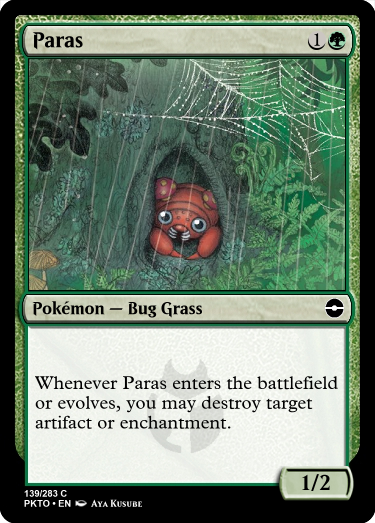 Paras 1
Pokémon — Bug Grass
Whenever Paras enters the battlefield
or evolves, you may destroy target
artifact or enchantment.
1/2
139/283 C
PKTO • EN Aya Kusube